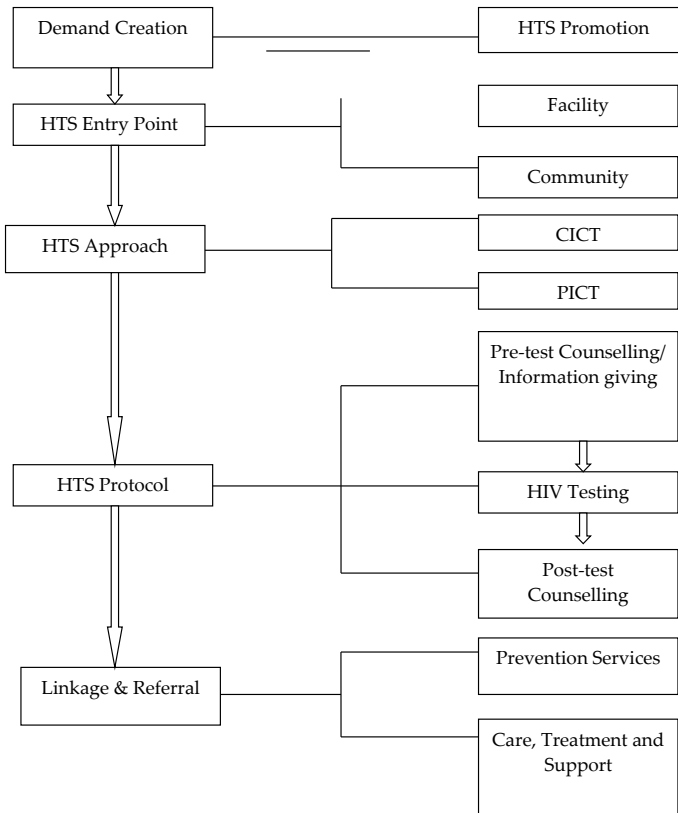 Demand Creation
HTS Promotion
HTS Entry Point
Facility
Community
HTS Approach
CICT
PICT
HTS Protocol
Pre-test Counselling/
Information giving
HIV Testing
Post-test
Counselling
Linkage & Referral
Prevention Services
Care, Treatment and
Support